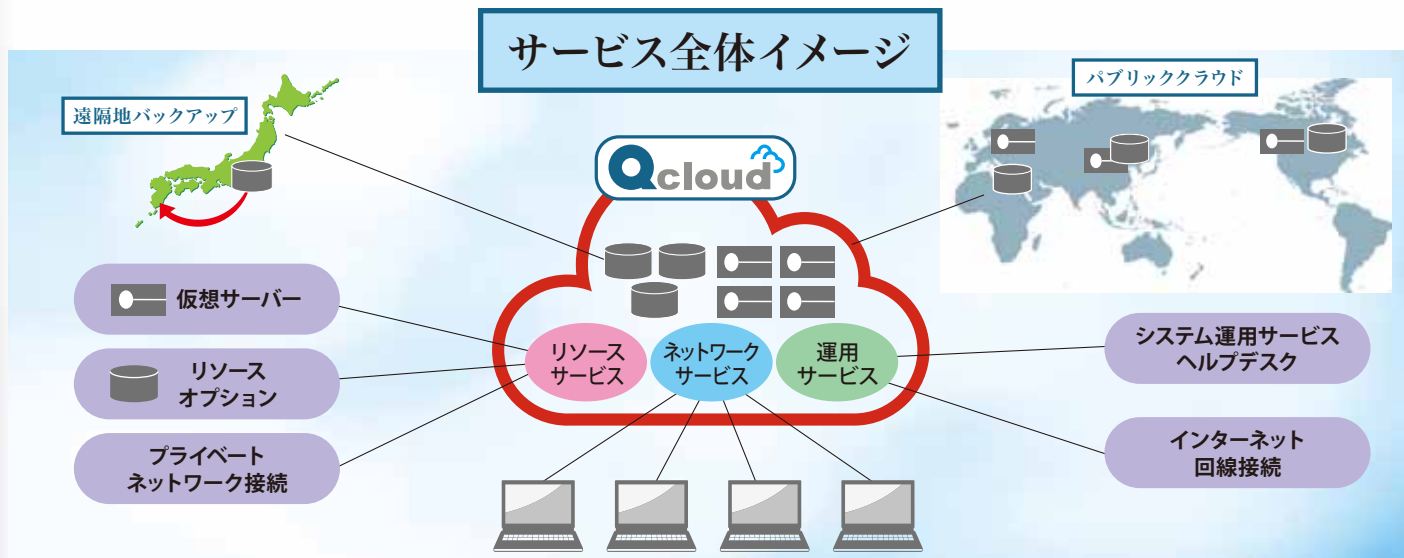 サービス全体イメージ
遠隔地バックアップ
パブリッククラウド
Qcloud
仮想サーバー
リソース
オプション
プライベート
ネットワーク接続
リソース
サービス
ネットワーク
サービス
運用
サービス
システム運用サービス
ヘルプデスク
インターネット
回線接続